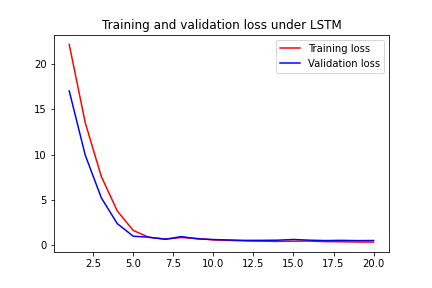 Training and validation loss under LSTM
Training loss
Validation loss
20
15
10
5
0
2.5 5.0 7.5 10.0 12.5 15.0 17.5 20.0